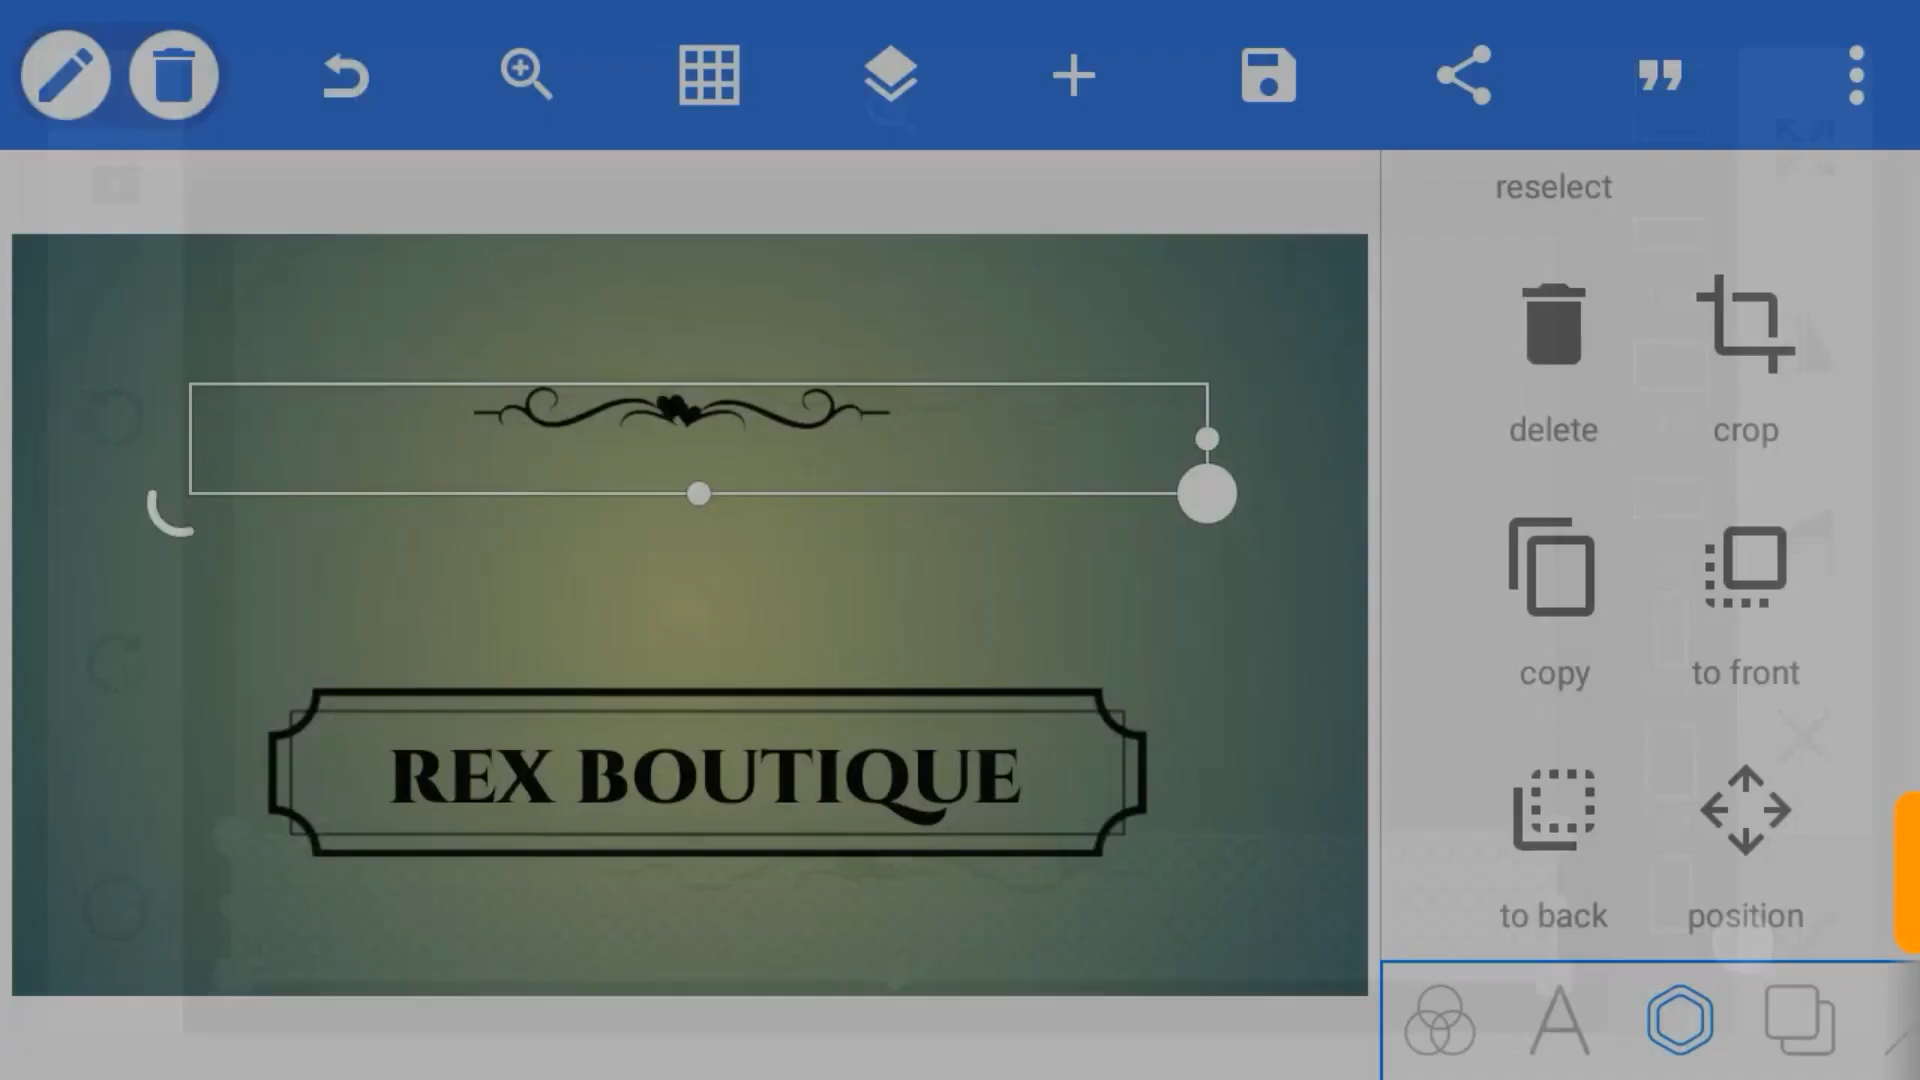 reselect
delete
crop
copy
to front
REX BOUTIQUE
to back
position